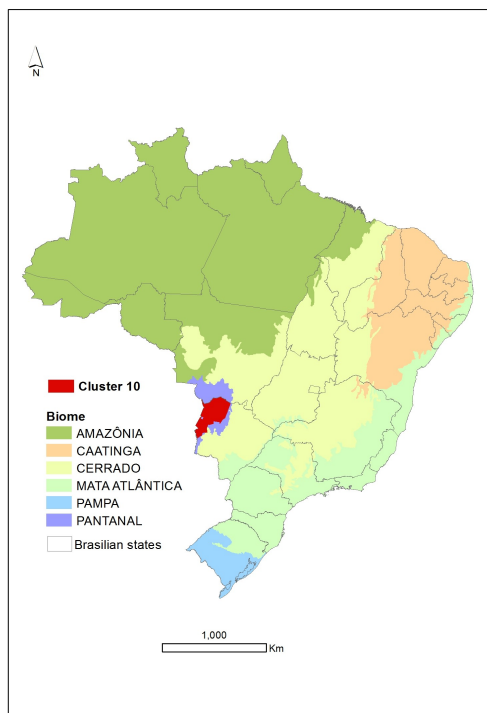 N
Cluster 10
Biome
AMAZÔNIA
CAATINGA
CERRADO
MATA ATLÂNTICA
PAMPA
PANTANAL
Brasilian states
1,000
Km